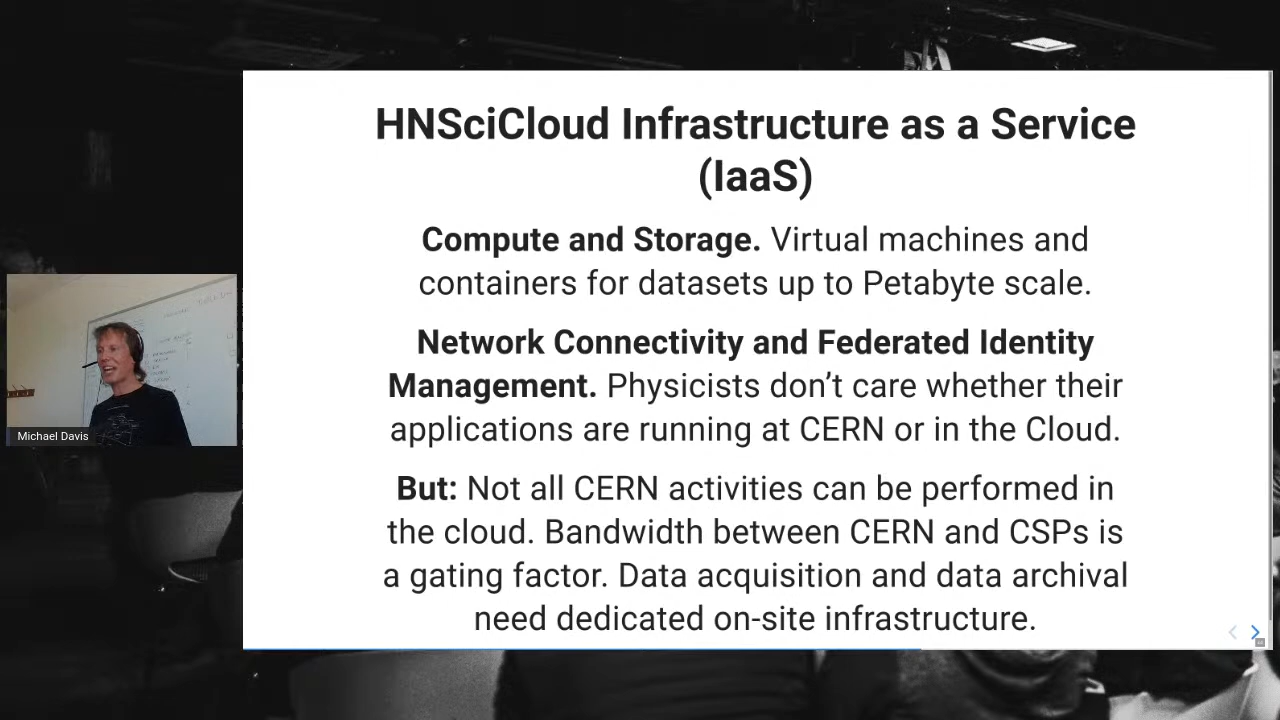 HNSciCloud Infrastructure as a Service
(IaaS)
Compute and Storage. Virtual machines and
containers for datasets up to Petabyte scale.
Network Connectivity and Federated Identity
Management. Physicists don’t care whether their
applications are running at CERN or in the Cloud.
But: Not all CERN activities can be performed in
the cloud. Bandwidth between CERN and CSPs is
a gating factor. Data acquisition and data archival
need dedicated on-site infrastructure.
Michael Davis